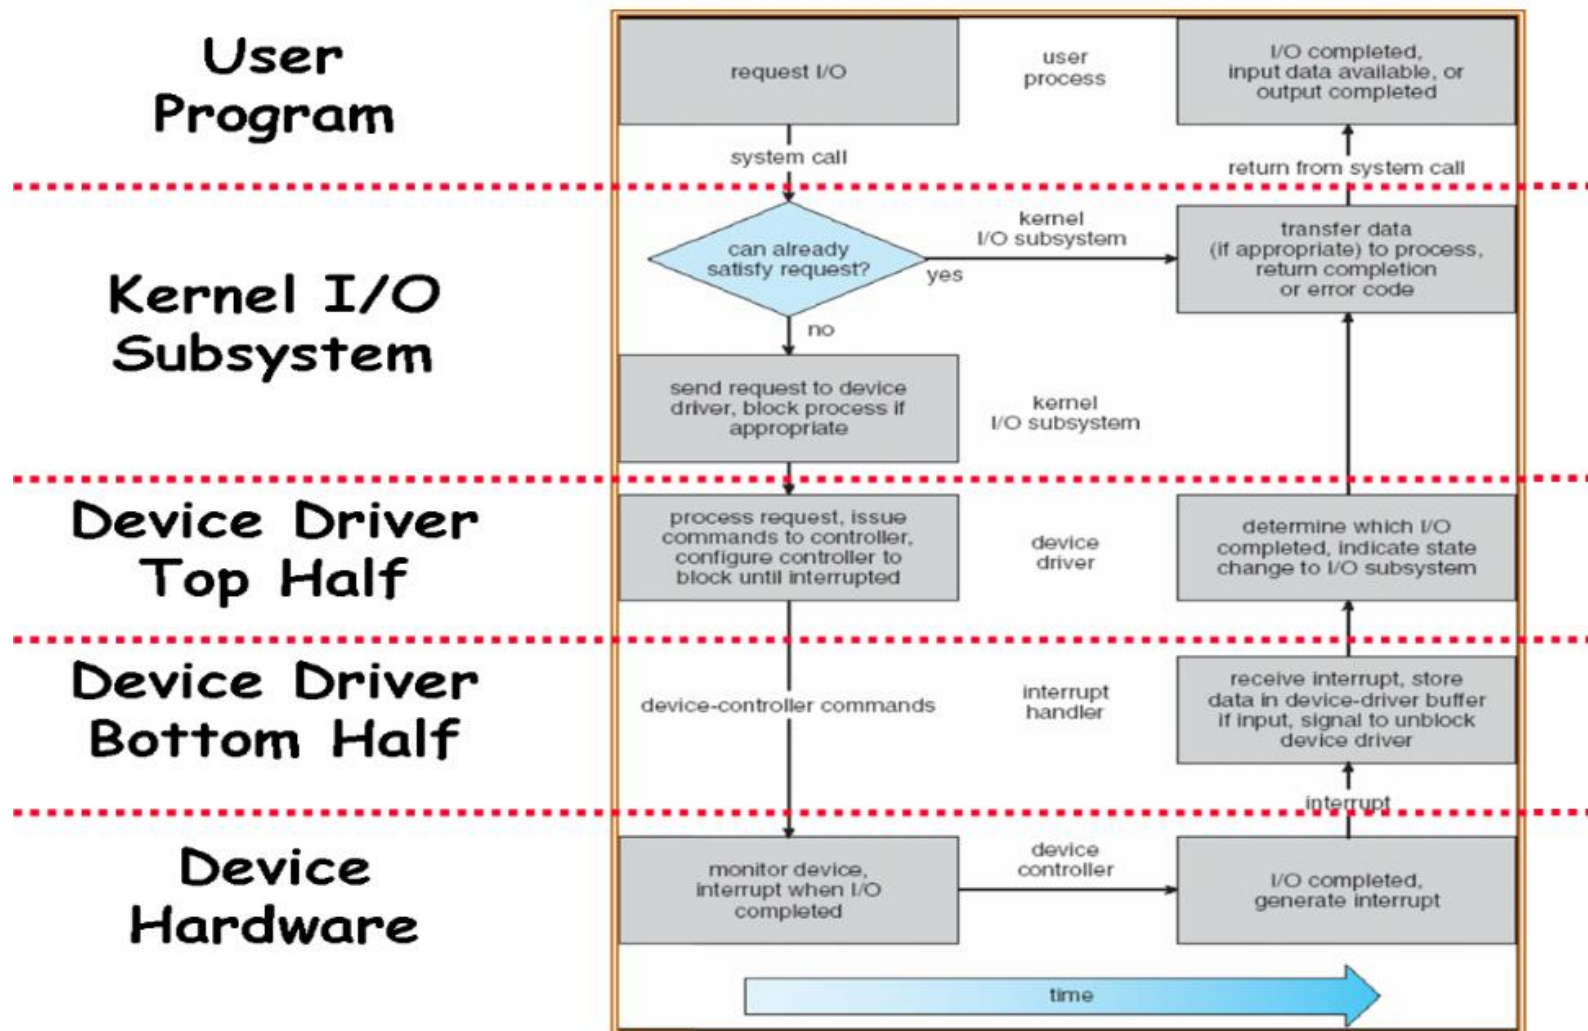 User
Program
request I/O
user
process
I/O completed,
input data available, or
output completed
system call
return from system call
Kernel I/O
Subsystem
can already
satisfy request?
kernel
I/O subsystem
yes
transfer data
(if appropriate) to process,
return completion
or error code
no
send request to device
driver, block process if
appropriate
kernel
I/O subsystem
Device Driver
Top Half
process request, issue
commands to controller,
configure controller to
block until interrupted
device
driver
determine which I/O
completed, indicate state
change to I/O subsystem
Device Driver
Bottom Half
device-controller commands
interrupt
handler
receive interrupt, store
data in device-driver buffer
if input, signal to unblock
device driver
interrupt
Device
Hardware
monitor device,
interrupt when I/O
completed
device
controller
I/O completed,
generate interrupt
time